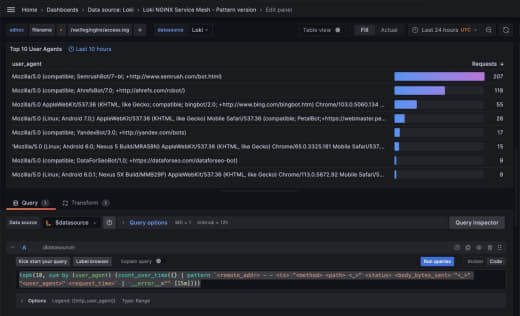 Home › Dashboards › Data source: Loki › Loki NGINX Service Mesh - Pattern version › Edit panel
adhoc filename = /var/log/nginx/access.log + datasource Loki
Table view Fill Actual Last 24 hours UTC
Top 10 User Agents Last 10 hours
user_agent Requests ↓
Mozilla/5.0 (compatible; SemrushBot/7~bl; +http://www.semrush.com/bot.html) 207
Mozilla/5.0 (compatible; AhrefsBot/7.0; +http://ahrefs.com/robot/) 118
Mozilla/5.0 AppleWebKit/537.36 (KHTML, like Gecko; compatible; bingbot/2.0; +http://www.bing.com/bingbot.htm) Chrome/103.0.5060.134 55
Mozilla/5.0 (Linux; Android 7.0;) AppleWebKit/537.36 (KHTML, like Gecko) Mobile Safari/537.36 (compatible; PetalBot;+https://webmaster.pe 28
Mozilla/5.0 (compatible; YandexBot/3.0; +http://yandex.com/bots) 17
Mozilla/5.0 (Linux; Android 6.0; Nexus 5 Build/MRA58N) AppleWebKit/537.36 (KHTML, like Gecko) Chrome/65.0.3325.181 Mobile Safari/537.... 15
Mozilla/5.0 (compatible; DataForSeoBot/1.0; +https://dataforseo.com/dataforseo-bot)
Mozilla/5.0 (Linux; Android 6.0.1; Nexus 5X Build/MMB29P) AppleWebKit/537.36 (KHTML, like Gecko) Chrome/113.0.5672.92 Mobile Safari/5...
Query 1 Transform 1
Data source $datasource › Query options MD = 1 Interval = 12h Query inspector
A $datasource
Kick start your query Label browser Explain query Run queries Builder Code
topk(10, sum by (user_agent) (count_over_time({} | pattern `<remote_addr> - - <ts> "<method> <path> <_>" <status> <body_bytes_sent> "<_>"
"<user_agent>" <request_time>` | __error__="" [15m])))
› Options Legend: {{http_user_agent}} Type: Range